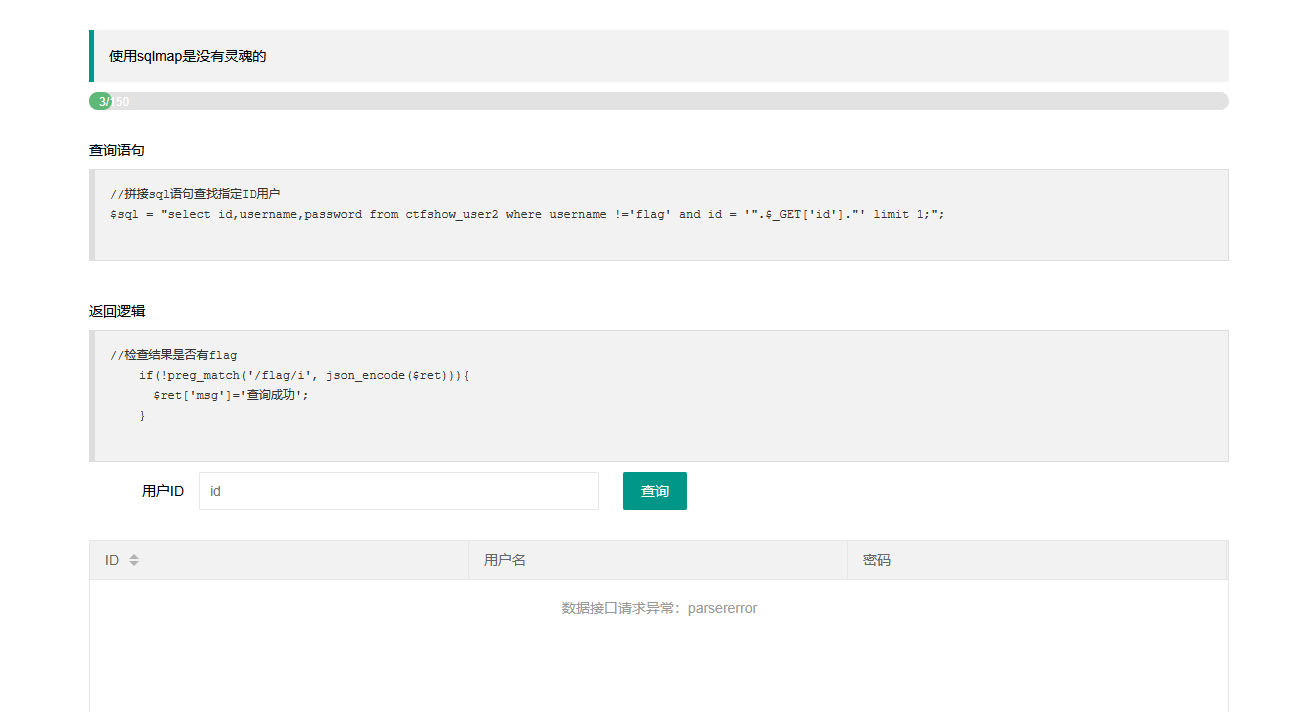 使用sqlmap是没有灵魂的
3/150
查询语句
//拼接sql语句查找指定ID用户
$sql = "select id,username,password from ctfshow_user2 where username !='flag' and id = '".$_GET['id']."' limit 1;";
返回逻辑
//检查结果是否有flag
    if(!preg_match('/flag/i', json_encode($ret))){
      $ret['msg']='查询成功';
    }
用户ID id 查询
ID 用户名 密码
数据接口请求异常：parsererror